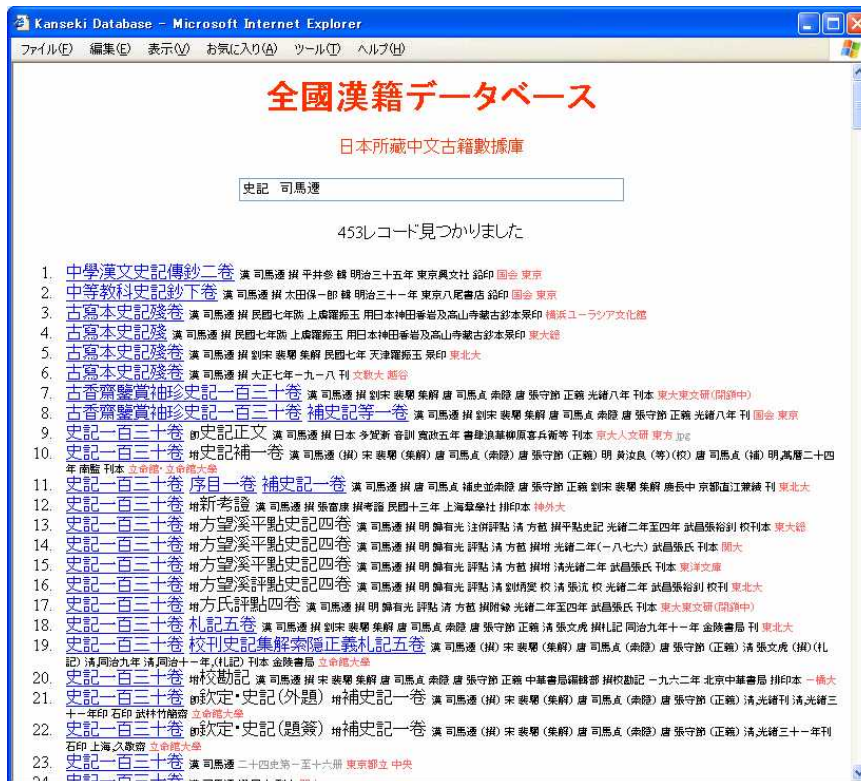 Kanseki Database - Microsoft Internet Explorer
ファイル(F) 編集(E) 表示(V) お気に入り(A) ツール(T) ヘルプ(H)
全國漢籍データベース
日本所藏中文古籍數據庫
史記 司馬遷
453レコード見つかりました
1. 中學漢文史記傳鈔二卷 漢 司馬遷 撰 平井参 輯 明治三十五年 東京興文社 鉛印 国会 東京
2. 中等教科史記鈔下卷 漢 司馬遷 撰 太田保一郎 輯 明治三十一年 東京八尾書店 鉛印 国会 東京
3. 古寫本史記殘卷 漢 司馬遷 撰 民國七年跋 上虞羅振玉 用日本神田香岩及高山寺藏古鈔本景印 横浜ユーラシア文化館
4. 古寫本史記殘 漢 司馬遷 撰 民國七年跋 上虞羅振玉 用日本神田香岩及高山寺藏古鈔本景印 東大総
5. 古寫本史記殘卷 漢 司馬遷 撰 劉宋 裴駰 集解 民國七年 天津羅振玉 景印 東北大
6. 古寫本史記殘卷 漢 司馬遷 撰 大正七年-九一八 刊 文教大 越谷
7. 古香齋鑒賞袖珍史記一百三十卷 漢 司馬遷 撰 劉宋 裴駰 集解 唐 司馬貞 索隠 唐 張守節 正義 光緒八年 刊本 東大東文研(閉鎖中)
8. 古香齋鑒賞袖珍史記一百三十卷 補史記等一卷 漢 司馬遷 撰 劉宋 裴駰 集解 唐 司馬貞 索隠 唐 張守節 正義 光緒八年 刊 国会 東京
9. 史記一百三十卷 卽史記正文 漢 司馬遷 撰 日本 多賀漸 音訓 寛政五年 書肆浪華柳原喜兵衛等 刊本 京大人文研 東方 jpg
10. 史記一百三十卷 坿史記補一卷 漢 司馬遷 (撰) 宋 裴駰 (集解) 唐 司馬貞 (索隠) 唐 張守節 (正義) 明 黄汝良 (等)(校) 唐 司馬貞 (補) 明,萬暦二十四
年 南監 刊本 立命館・立命館大學
11. 史記一百三十卷 序目一卷 補史記一卷 漢 司馬遷 撰 唐 司馬貞 補史並索隠 唐 張守節 正義 劉宋 裴駰 集解 慶長中 京都直江兼續 刊 東北大
12. 史記一百三十卷 坿新考證 漢 司馬遷 撰 張富康 撰考證 民國十三年 上海羣學社 排印本 神外大
13. 史記一百三十卷 坿方望溪平點史記四卷 漢 司馬遷 撰 明 歸有光 注併評點 清 方苞 撰平點史記 光緒二年至四年 武昌張裕釗 校刊本 東大総
14. 史記一百三十卷 坿方望溪平點史記四卷 漢 司馬遷 撰 明 歸有光 評點 清 方苞 撰坿 光緒二年(一八七六) 武昌張氏 刊本 関大
15. 史記一百三十卷 坿方望溪平點史記四卷 漢 司馬遷 撰 明 歸有光 評點 清 方苞 撰坿 清光緒二年 武昌張氏 刊本 東洋文庫
16. 史記一百三十卷 坿方望溪評點史記四卷 漢 司馬遷 撰 明 歸有光 評點 清 劉炳燮 校 清 張沆 校 光緒二年 武昌張裕釗 校刊 東北大
17. 史記一百三十卷 坿方氏評點四卷 漢 司馬遷 撰 明 歸有光 評點 清 方苞 撰附録 光緒二年至四年 武昌張氏 刊本 東大東文研(閉鎖中)
18. 史記一百三十卷 札記五卷 漢 司馬遷 撰 劉宋 裴駰 集解 唐 司馬貞 索隠 唐 張守節 正義 清 張文虎 撰札記 同治九年十一年 金陵書局 刊 東北大
19. 史記一百三十卷 校刊史記集解索隠正義札記五卷 漢 司馬遷 (撰) 宋 裴駰 (集解) 唐 司馬貞 (索隠) 唐 張守節 (正義) 清 張文虎 (撰)(札
記) 清,同治九年 清,同治十一年,(札記) 刊本 金陵書局 立命館大學
20. 史記一百三十卷 坿校勘記 漢 司馬遷 撰 宋 裴駰 集解 唐 司馬貞 索隠 唐 張守節 正義 中華書局編輯部 撰校勘記 一九六二年 北京中華書局 排印本 一橋大
21. 史記一百三十卷 卽欽定・史記(外題) 坿補史記一卷 漢 司馬遷 (撰) 宋 裴駰 (集解) 唐 司馬貞 (索隠) 唐 張守節 (正義) 清,光緒刊 清,光緒三
十一年印 石印 武林竹簡齋 立命館大學
22. 史記一百三十卷 卽欽定・史記(題簽) 坿補史記一卷 漢 司馬遷 (撰) 宋 裴駰 (集解) 唐 司馬貞 (索隠) 唐 張守節 (正義) 清,光緒三十一年刊
石印 上海,久敬齋 立命館大學
23. 史記一百三十卷 漢 司馬遷 二十四史第一至十六册 東京都立 中央
24. 史記一百三十卷